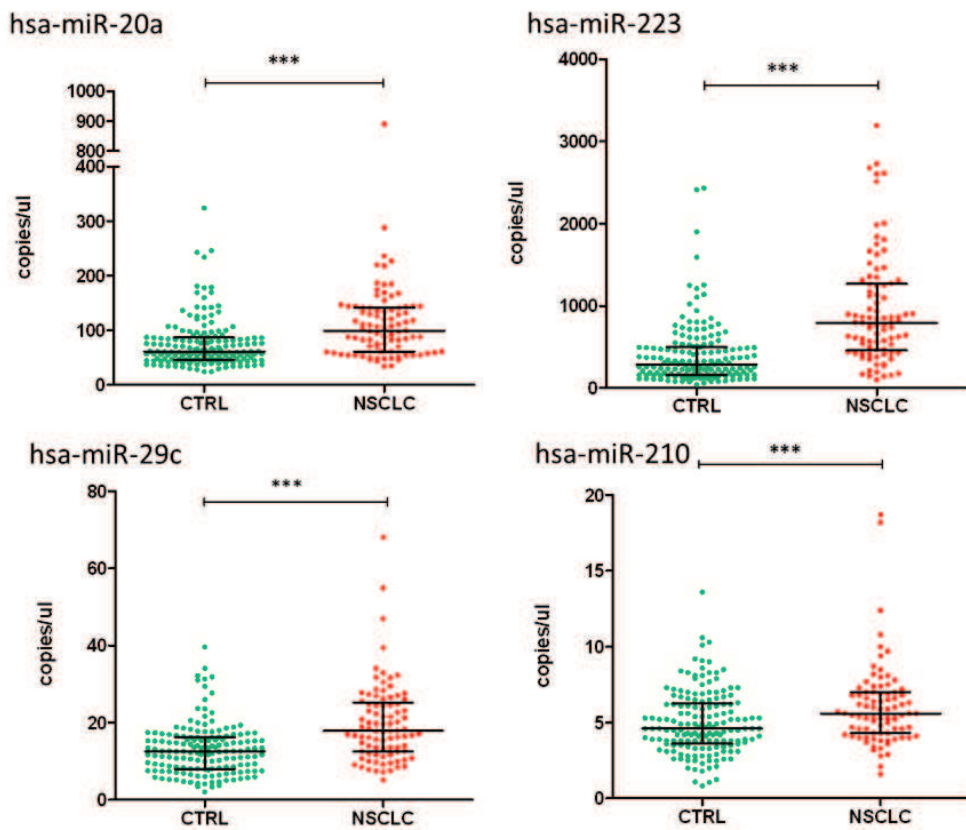 hsa-miR-20a
***
1000
900
800
400
300
200
100
0
copies/ul
CTRL NSCLC
hsa-miR-223
***
4000
3000
2000
1000
0
copies/ul
CTRL NSCLC
hsa-miR-29c
***
80
60
40
20
0
copies/ul
CTRL NSCLC
hsa-miR-210
***
20
15
10
5
0
copies/ul
CTRL NSCLC